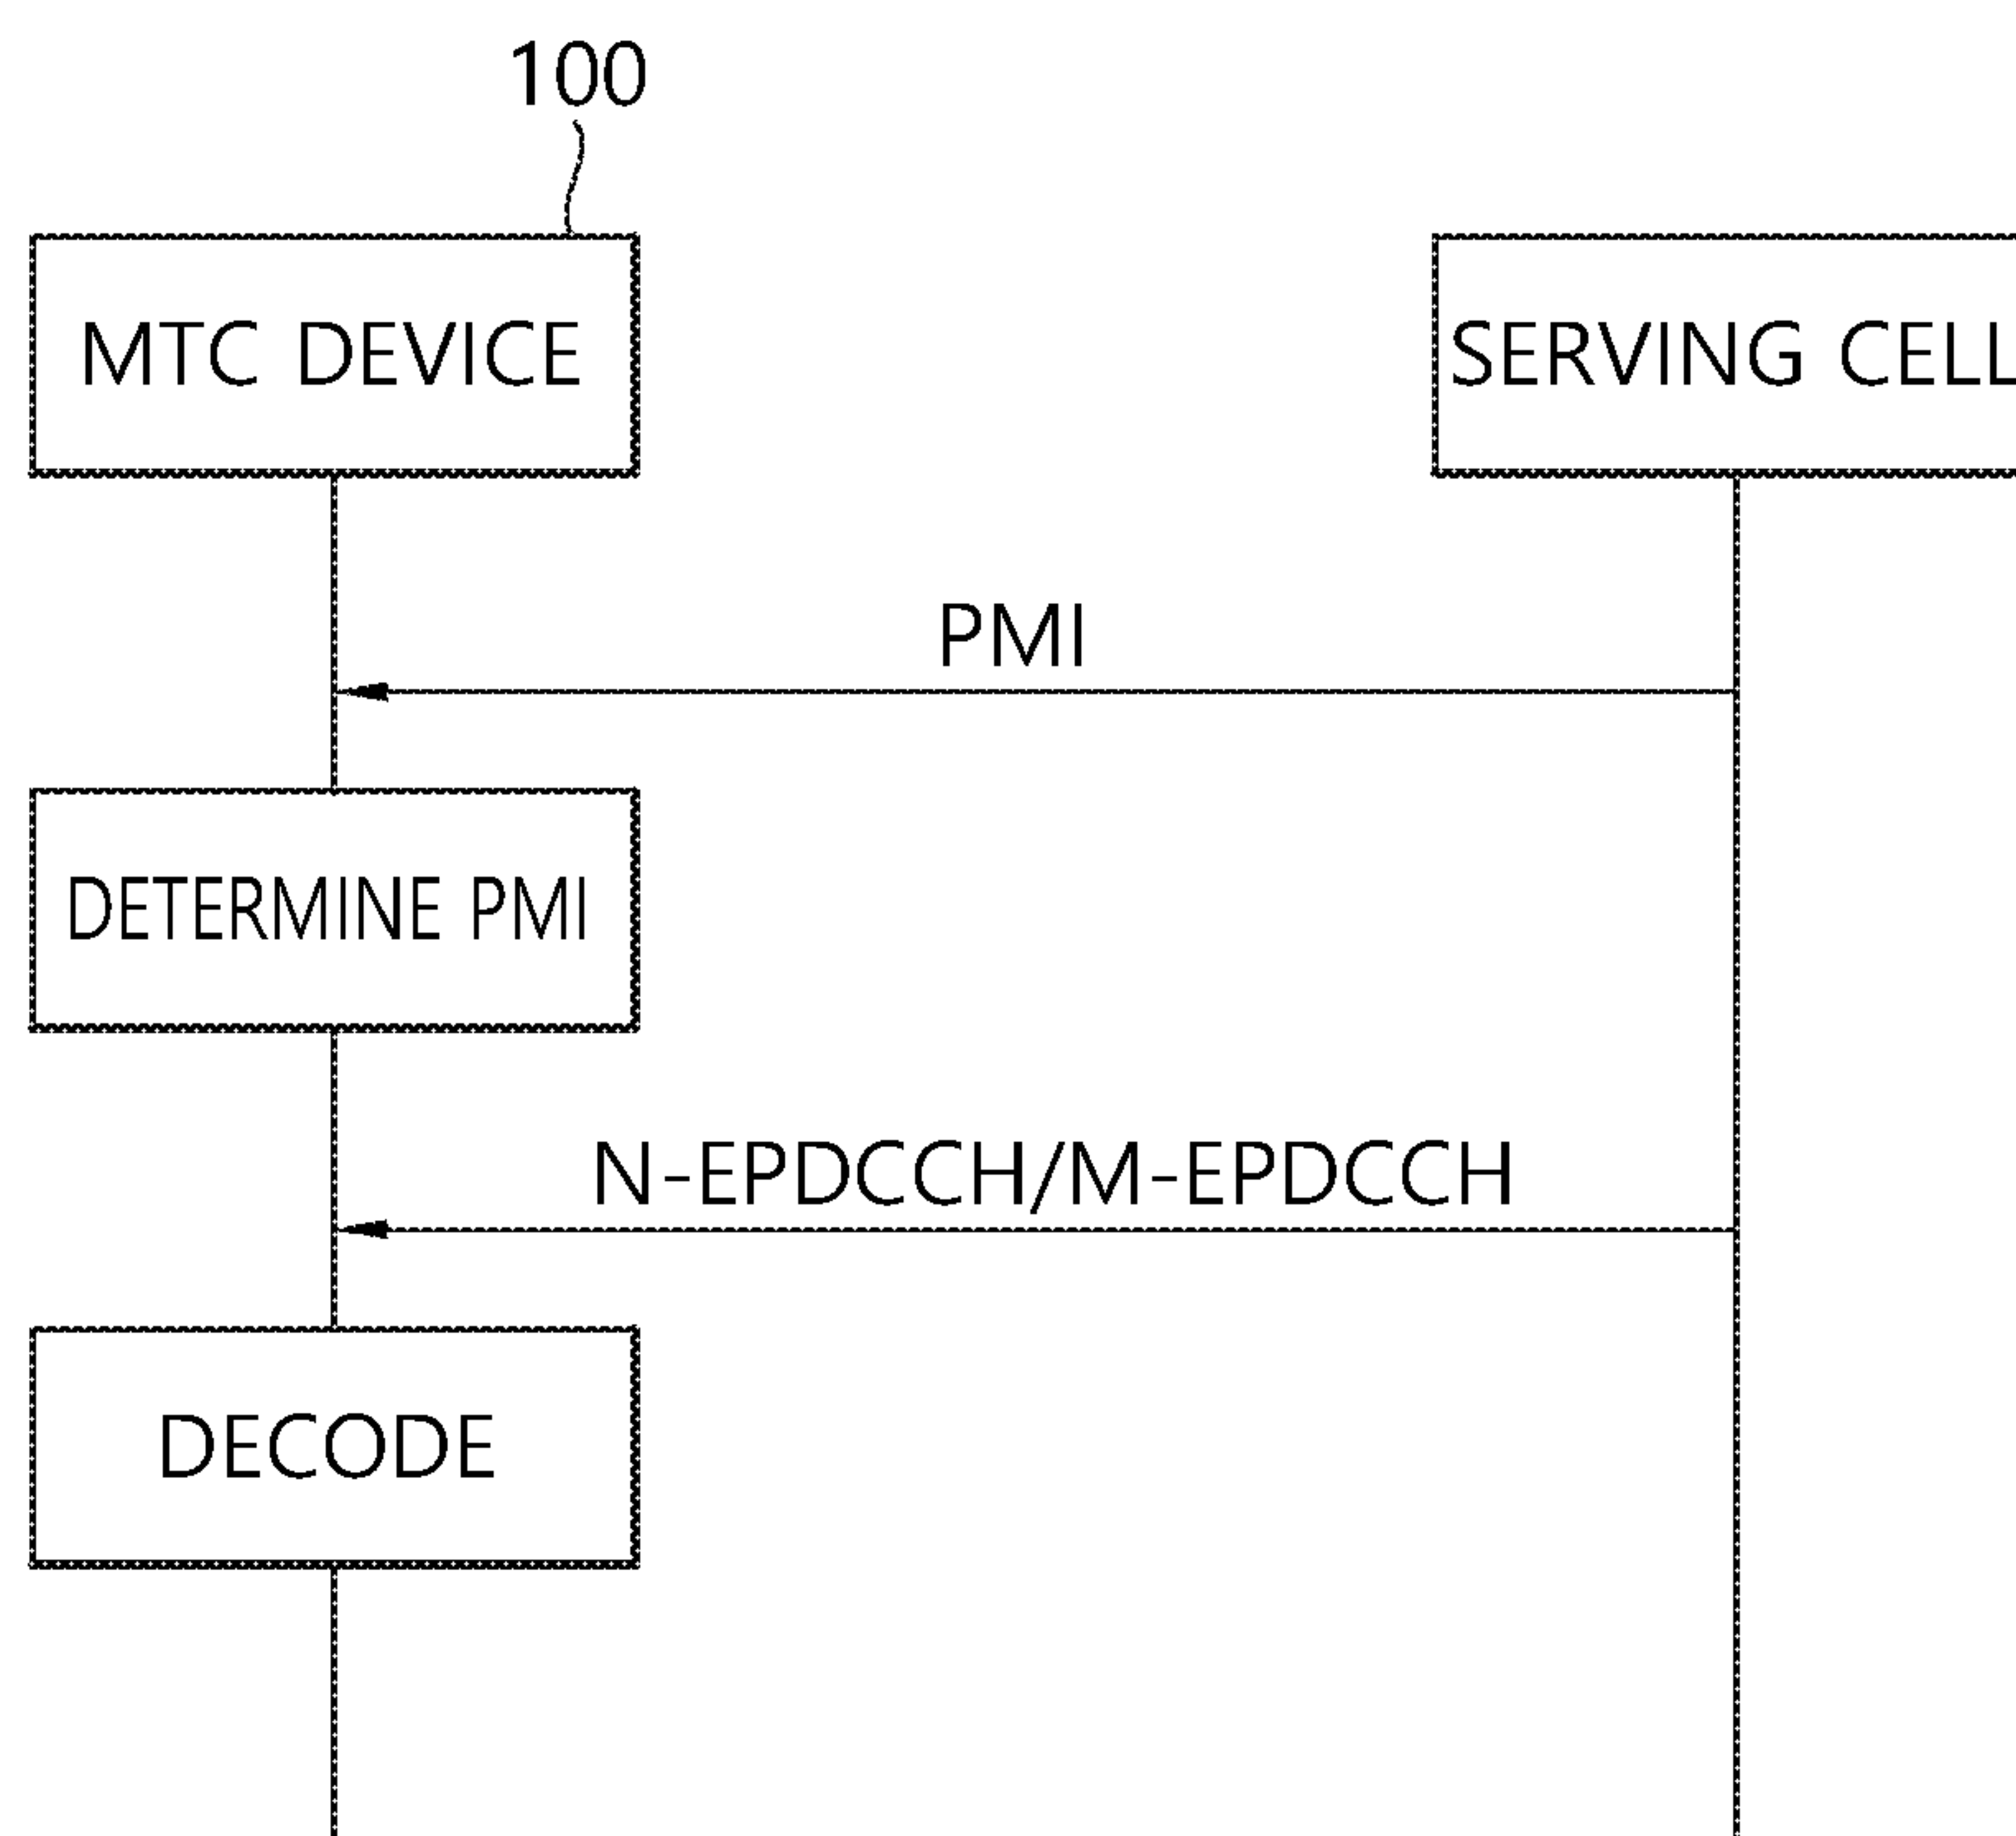 100
MTC DEVICE
SERVING CELL
PMI
DETERMINE PMI
N-EPDCCH/M-EPDCCH
DECODE